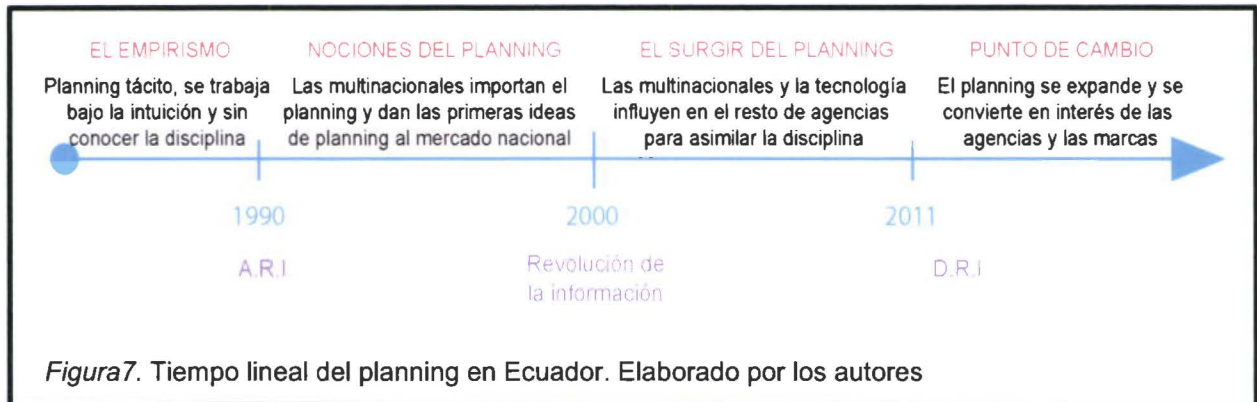 EL EMPIRISMO
Planning tácito, se trabaja
bajo la intuición y sin
conocer la disciplina
NOCIONES DEL PLANNING
Las multinacionales importan el
planning y dan las primeras ideas
de planning al mercado nacional
EL SURGIR DEL PLANNING
Las multinacionales y la tecnología
influyen en el resto de agencias
para asimilar la disciplina
PUNTO DE CAMBIO
El planning se expande y se
convierte en interés de las
agencias y las marcas
1990
2000
2011
A.R.I
Revolución de
la información
D.R.I
Figura7. Tiempo lineal del planning en Ecuador. Elaborado por los autores